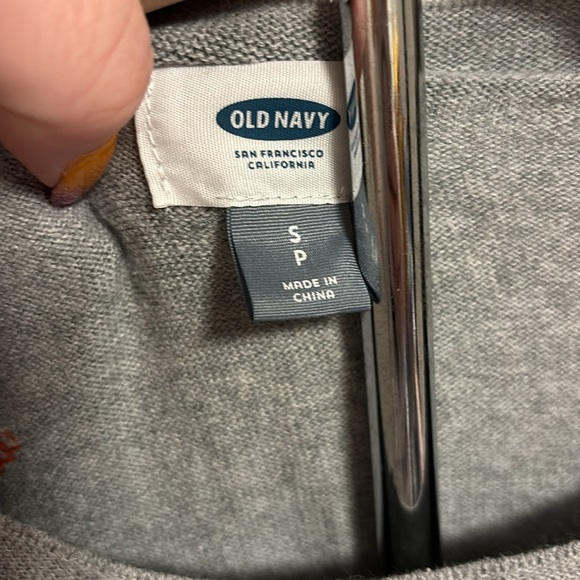 OLD NAVY
SAN FRANCISCO
CALIFORNIA
S
P
MADE IN
CHINA